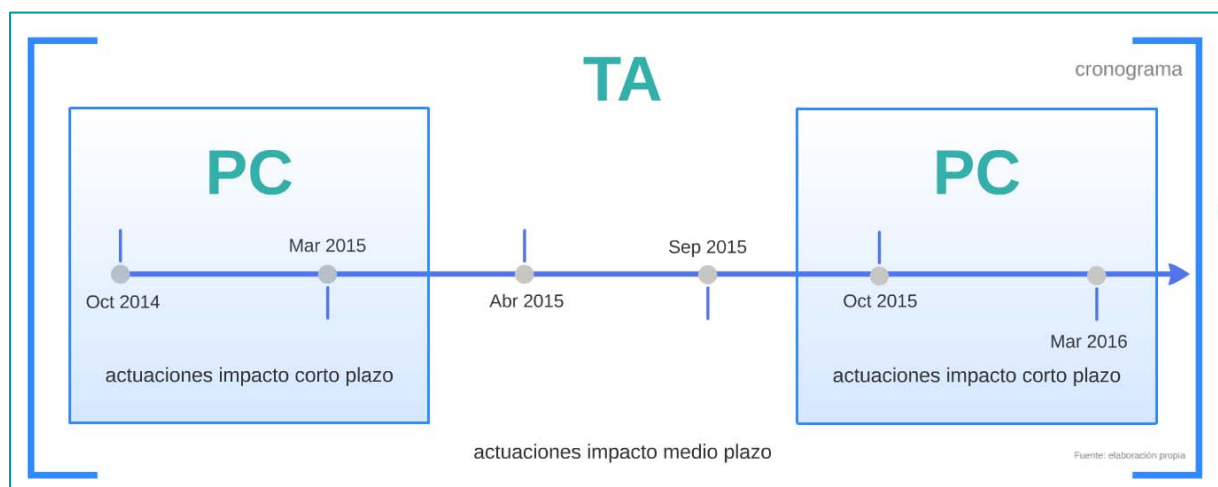 TA
cronograma
PC
PC
Mar 2015
Sep 2015
Oct 2014
Abr 2015
Oct 2015
Mar 2016
actuaciones impacto corto plazo
actuaciones impacto corto plazo
actuaciones impacto medio plazo
Fuente: elaboración propia